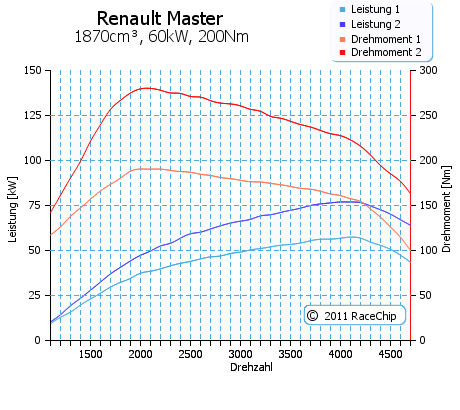 Renault Master
1870cm³, 60kW, 200Nm
Leistung 1
Leistung 2
Drehmoment 1
Drehmoment 2
150
125
100
75
50
25
0
Leistung [kW]
300
250
200
150
100
50
0
Drehmoment [Nm]
1500 2000 2500 3000 3500 4000 4500
Drehzahl
© 2011 RaceChip